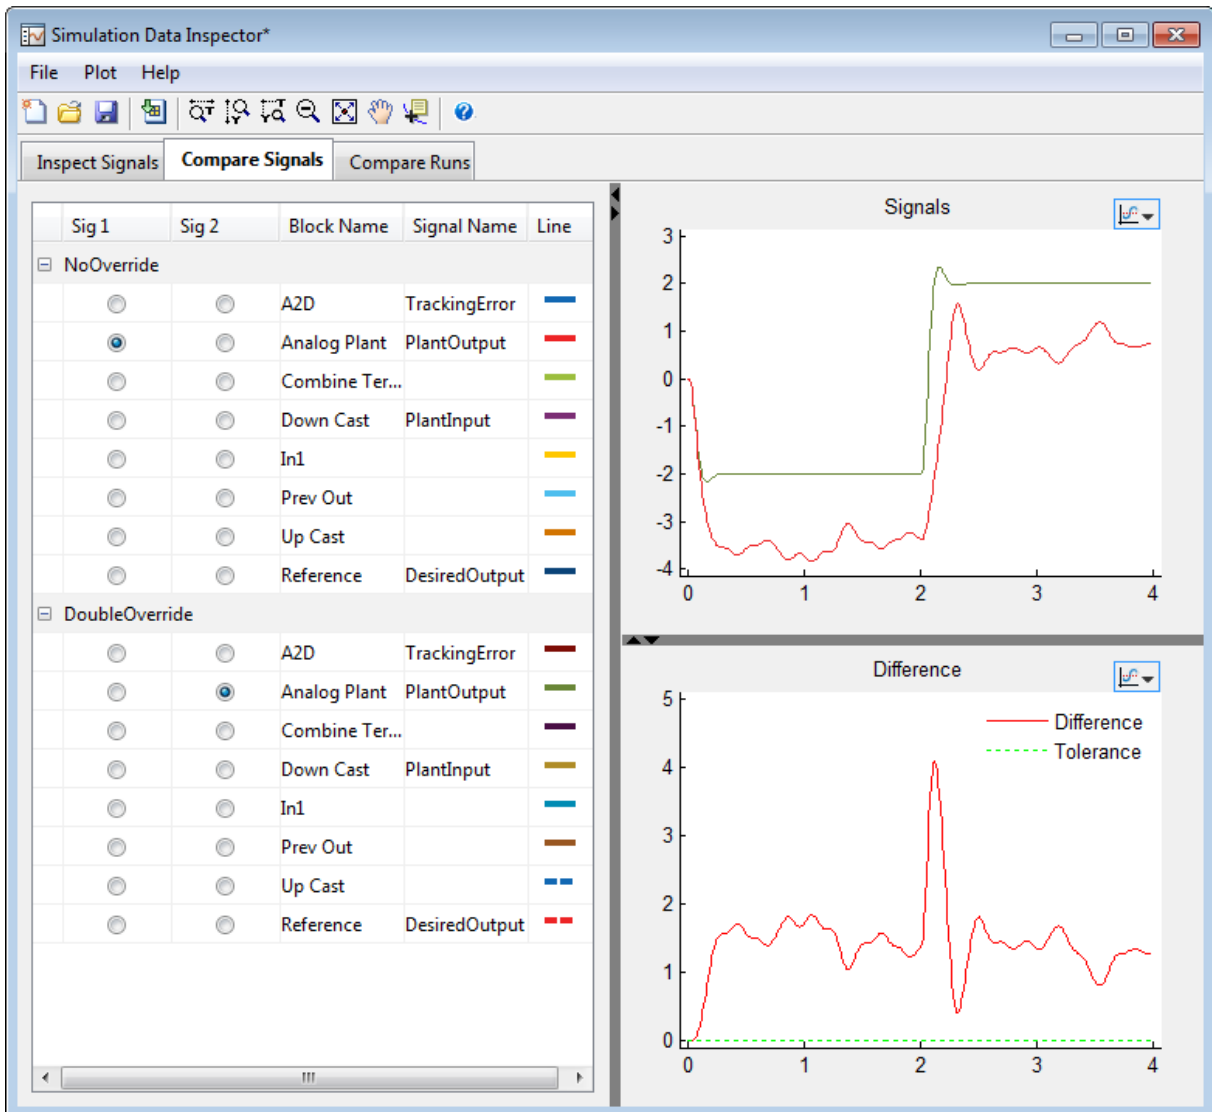 Simulation Data Inspector*
File Plot Help
Inspect Signals Compare Signals Compare Runs
Sig 1 Sig 2 Block Name Signal Name Line
NoOverride
A2D TrackingError
Analog Plant PlantOutput
Combine Ter...
Down Cast PlantInput
In1
Prev Out
Up Cast
Reference DesiredOutput
DoubleOverride
A2D TrackingError
Analog Plant PlantOutput
Combine Ter...
Down Cast PlantInput
In1
Prev Out
Up Cast
Reference DesiredOutput
Signals
3
2
1
0
-1
-2
-3
-4
0 1 2 3 4
Difference
5
4
3
2
1
0
Difference
Tolerance
0 1 2 3 4